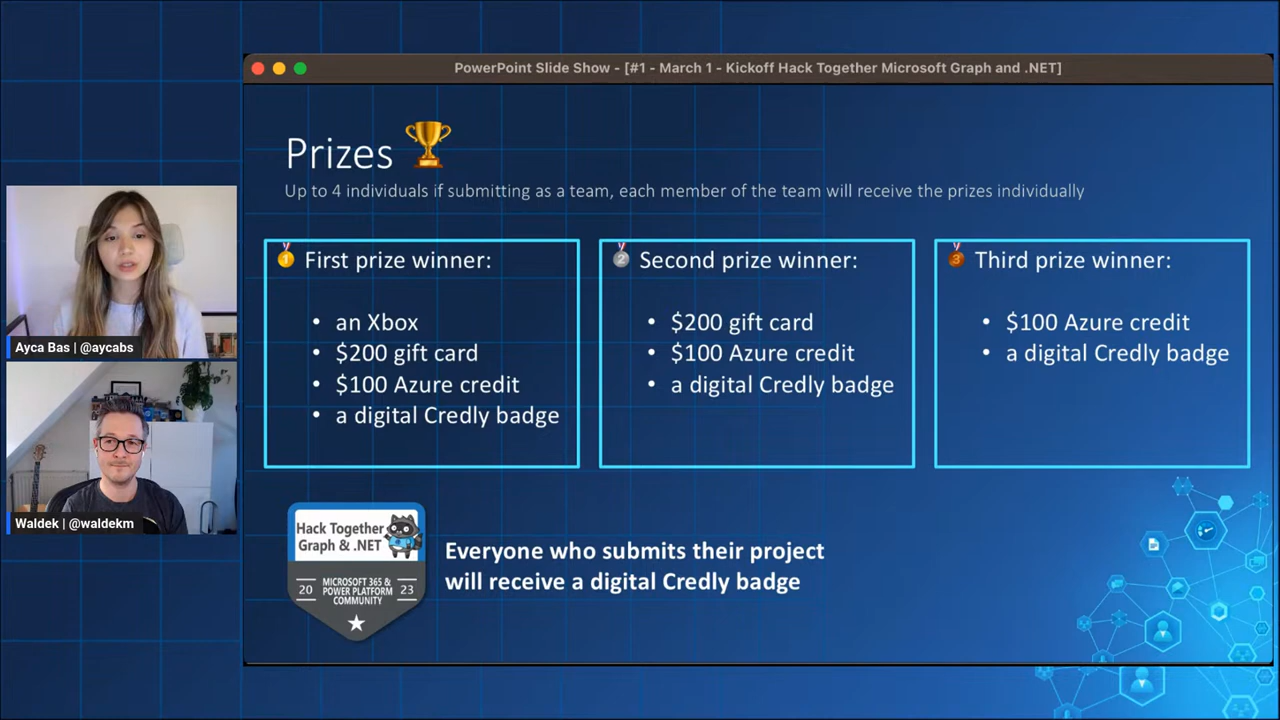 PowerPoint Slide Show - [#1 - March 1 - Kickoff Hack Together Microsoft Graph and .NET]
Prizes
Up to 4 individuals if submitting as a team, each member of the team will receive the prizes individually
1 First prize winner:
• an Xbox
• $200 gift card
• $100 Azure credit
• a digital Credly badge
2 Second prize winner:
• $200 gift card
• $100 Azure credit
• a digital Credly badge
3 Third prize winner:
• $100 Azure credit
• a digital Credly badge
Ayca Bas | @aycabs
Waldek | @waldekm
Hack Together
Graph & .NET
20 23
MICROSOFT 365 &
POWER PLATFORM
COMMUNITY
Everyone who submits their project
will receive a digital Credly badge